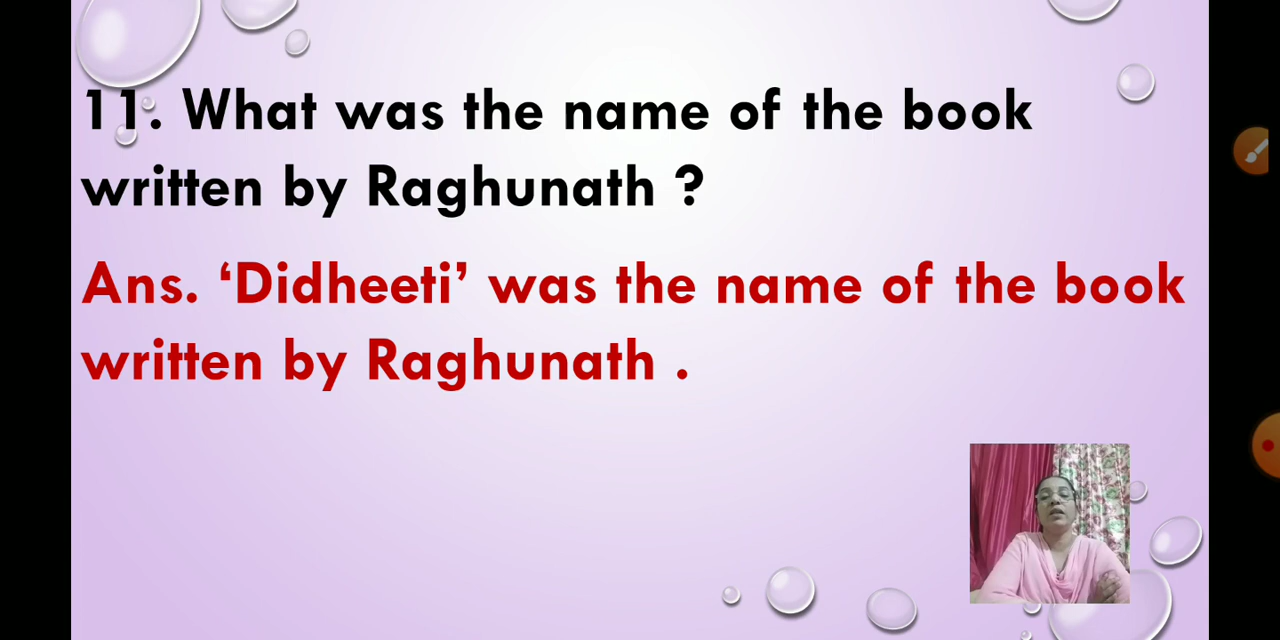 11. What was the name of the book
written by Raghunath ?
Ans. ‘Didheeti’ was the name of the book
written by Raghunath .